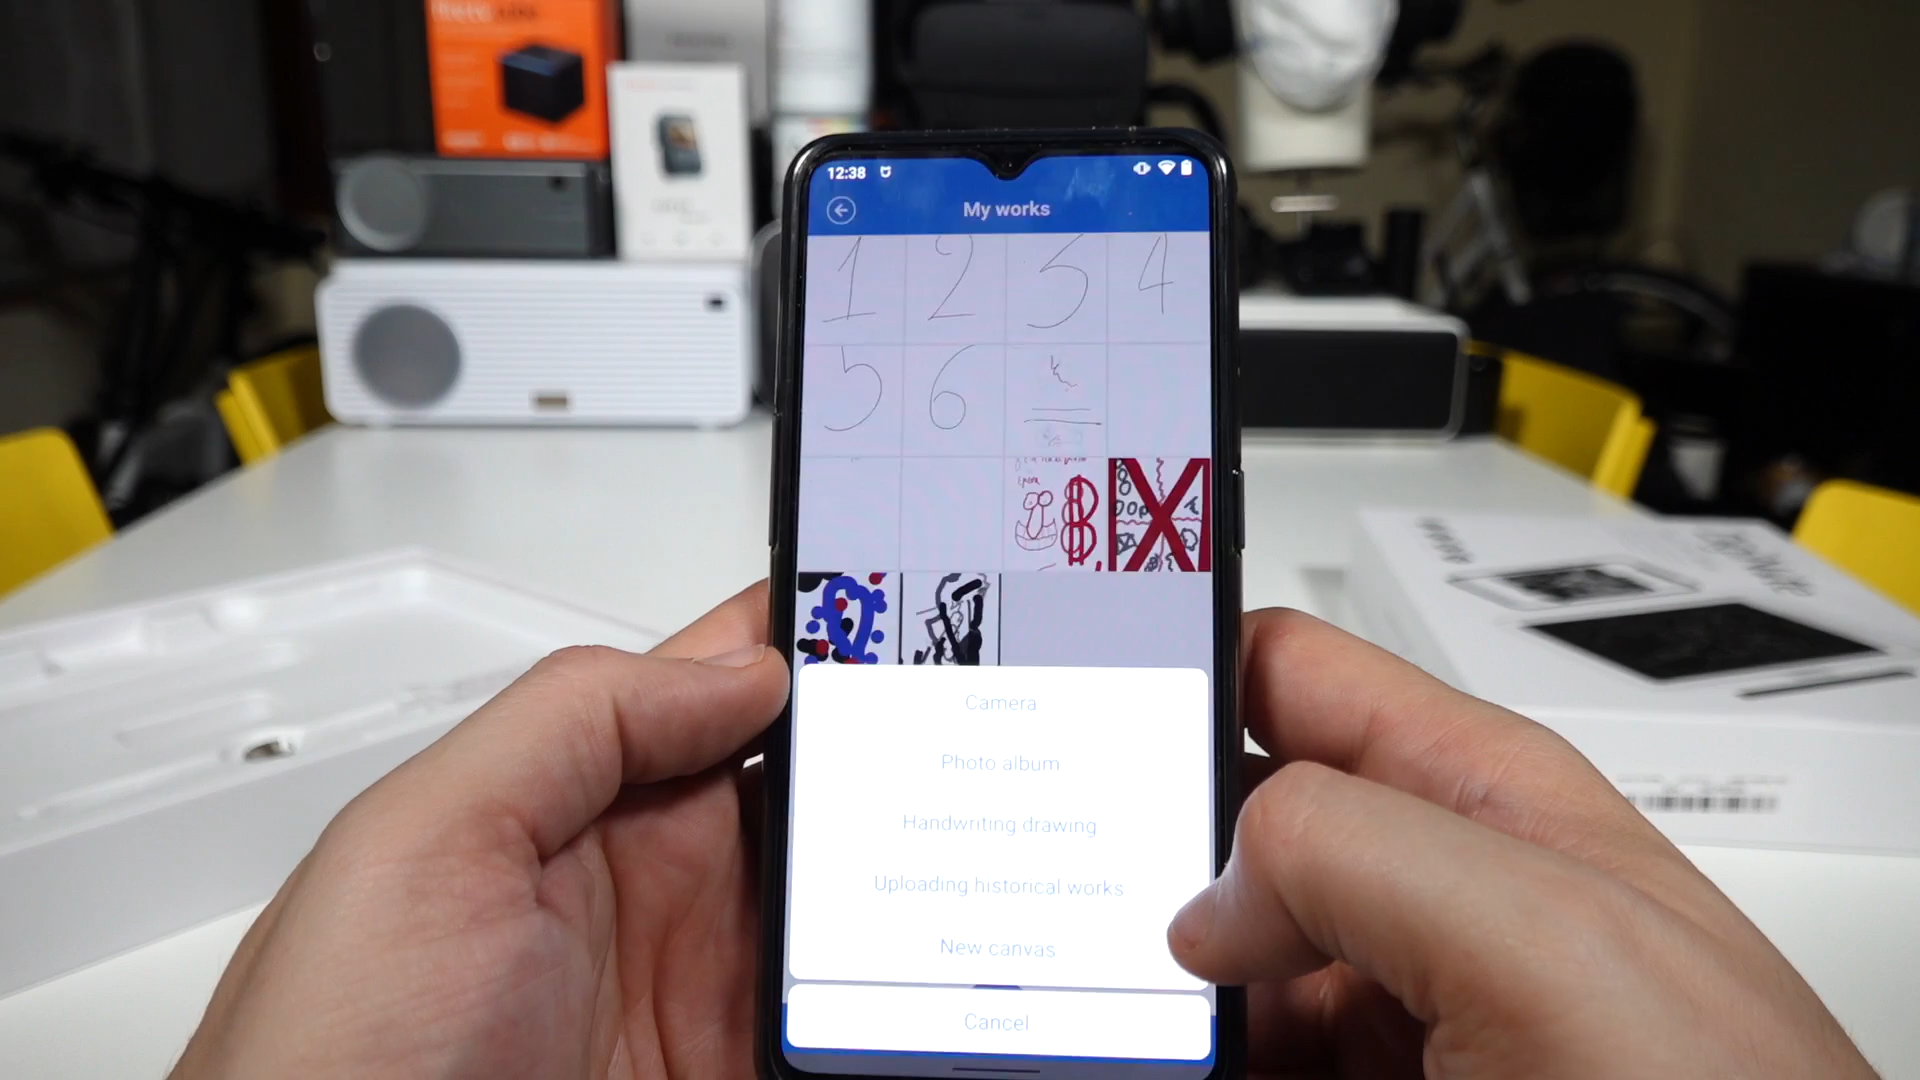 12:38
My works
1 2 3 4
5 6
Camera
Photo album
Handwriting drawing
Uploading historical works
New canvas
Cancel